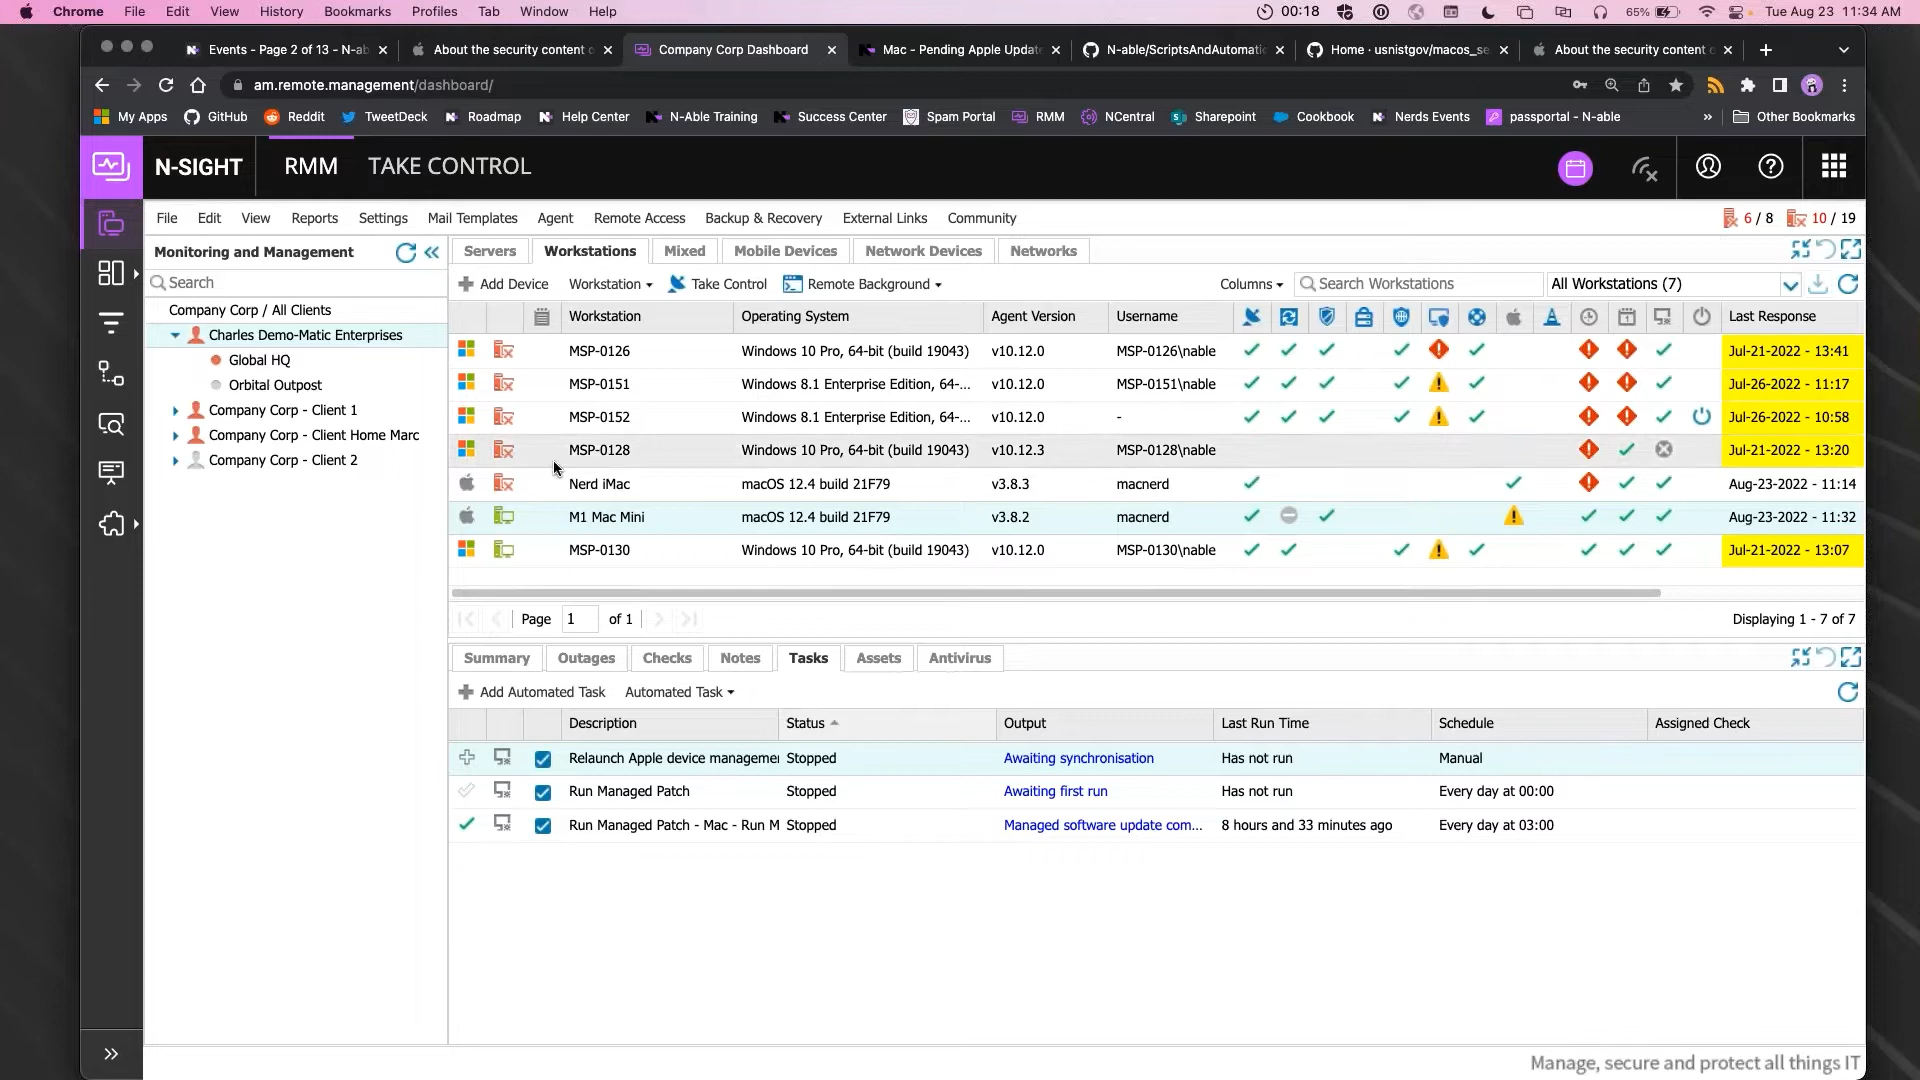 Chrome File Edit View History Bookmarks Profiles Tab Window Help 00:18 65% Tue Aug 23 11:34 AM
Events - Page 2 of 13 - N-ab About the security content o Company Corp Dashboard Mac - Pending Apple Update N-able/ScriptsAndAutomatic Home · usnistgov/macos_se About the security content o
am.remote.management/dashboard/
My Apps GitHub Reddit TweetDeck Roadmap Help Center N-Able Training Success Center Spam Portal RMM NCentral Sharepoint Cookbook Nerds Events passportal - N-able » Other Bookmarks
N-SIGHT RMM TAKE CONTROL
File Edit View Reports Settings Mail Templates Agent Remote Access Backup & Recovery External Links Community 6 / 8 10 / 19
Monitoring and Management
Search
Company Corp / All Clients
Charles Demo-Matic Enterprises
Global HQ
Orbital Outpost
Company Corp - Client 1
Company Corp - Client Home Marc
Company Corp - Client 2
Servers Workstations Mixed Mobile Devices Network Devices Networks
Add Device Workstation Take Control Remote Background Columns Search Workstations All Workstations (7)
Workstation Operating System Agent Version Username Last Response
MSP-0126 Windows 10 Pro, 64-bit (build 19043) v10.12.0 MSP-0126\nable Jul-21-2022 - 13:41
MSP-0151 Windows 8.1 Enterprise Edition, 64-... v10.12.0 MSP-0151\nable Jul-26-2022 - 11:17
MSP-0152 Windows 8.1 Enterprise Edition, 64-... v10.12.0 - Jul-26-2022 - 10:58
MSP-0128 Windows 10 Pro, 64-bit (build 19043) v10.12.3 MSP-0128\nable Jul-21-2022 - 13:20
Nerd iMac macOS 12.4 build 21F79 v3.8.3 macnerd Aug-23-2022 - 11:14
M1 Mac Mini macOS 12.4 build 21F79 v3.8.2 macnerd Aug-23-2022 - 11:32
MSP-0130 Windows 10 Pro, 64-bit (build 19043) v10.12.0 MSP-0130\nable Jul-21-2022 - 13:07
Page 1 of 1 Displaying 1 - 7 of 7
Summary Outages Checks Notes Tasks Assets Antivirus
Add Automated Task Automated Task
Description Status Output Last Run Time Schedule Assigned Check
Relaunch Apple device managemen Stopped Awaiting synchronisation Has not run Manual
Run Managed Patch Stopped Awaiting first run Has not run Every day at 00:00
Run Managed Patch - Mac - Run M Stopped Managed software update com... 8 hours and 33 minutes ago Every day at 03:00
Manage, secure and protect all things IT